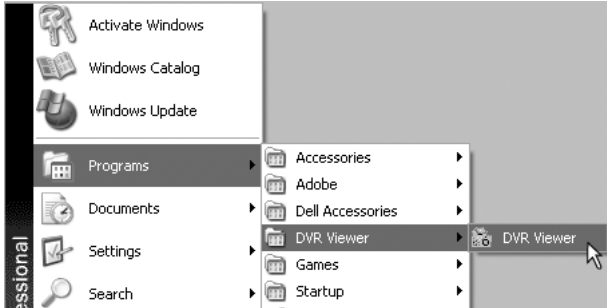 Activate Windows
Windows Catalog
Windows Update
Programs
Documents
Settings
Search
Accessories
Adobe
Dell Accessories
DVR Viewer
Games
Startup
DVR Viewer
essional